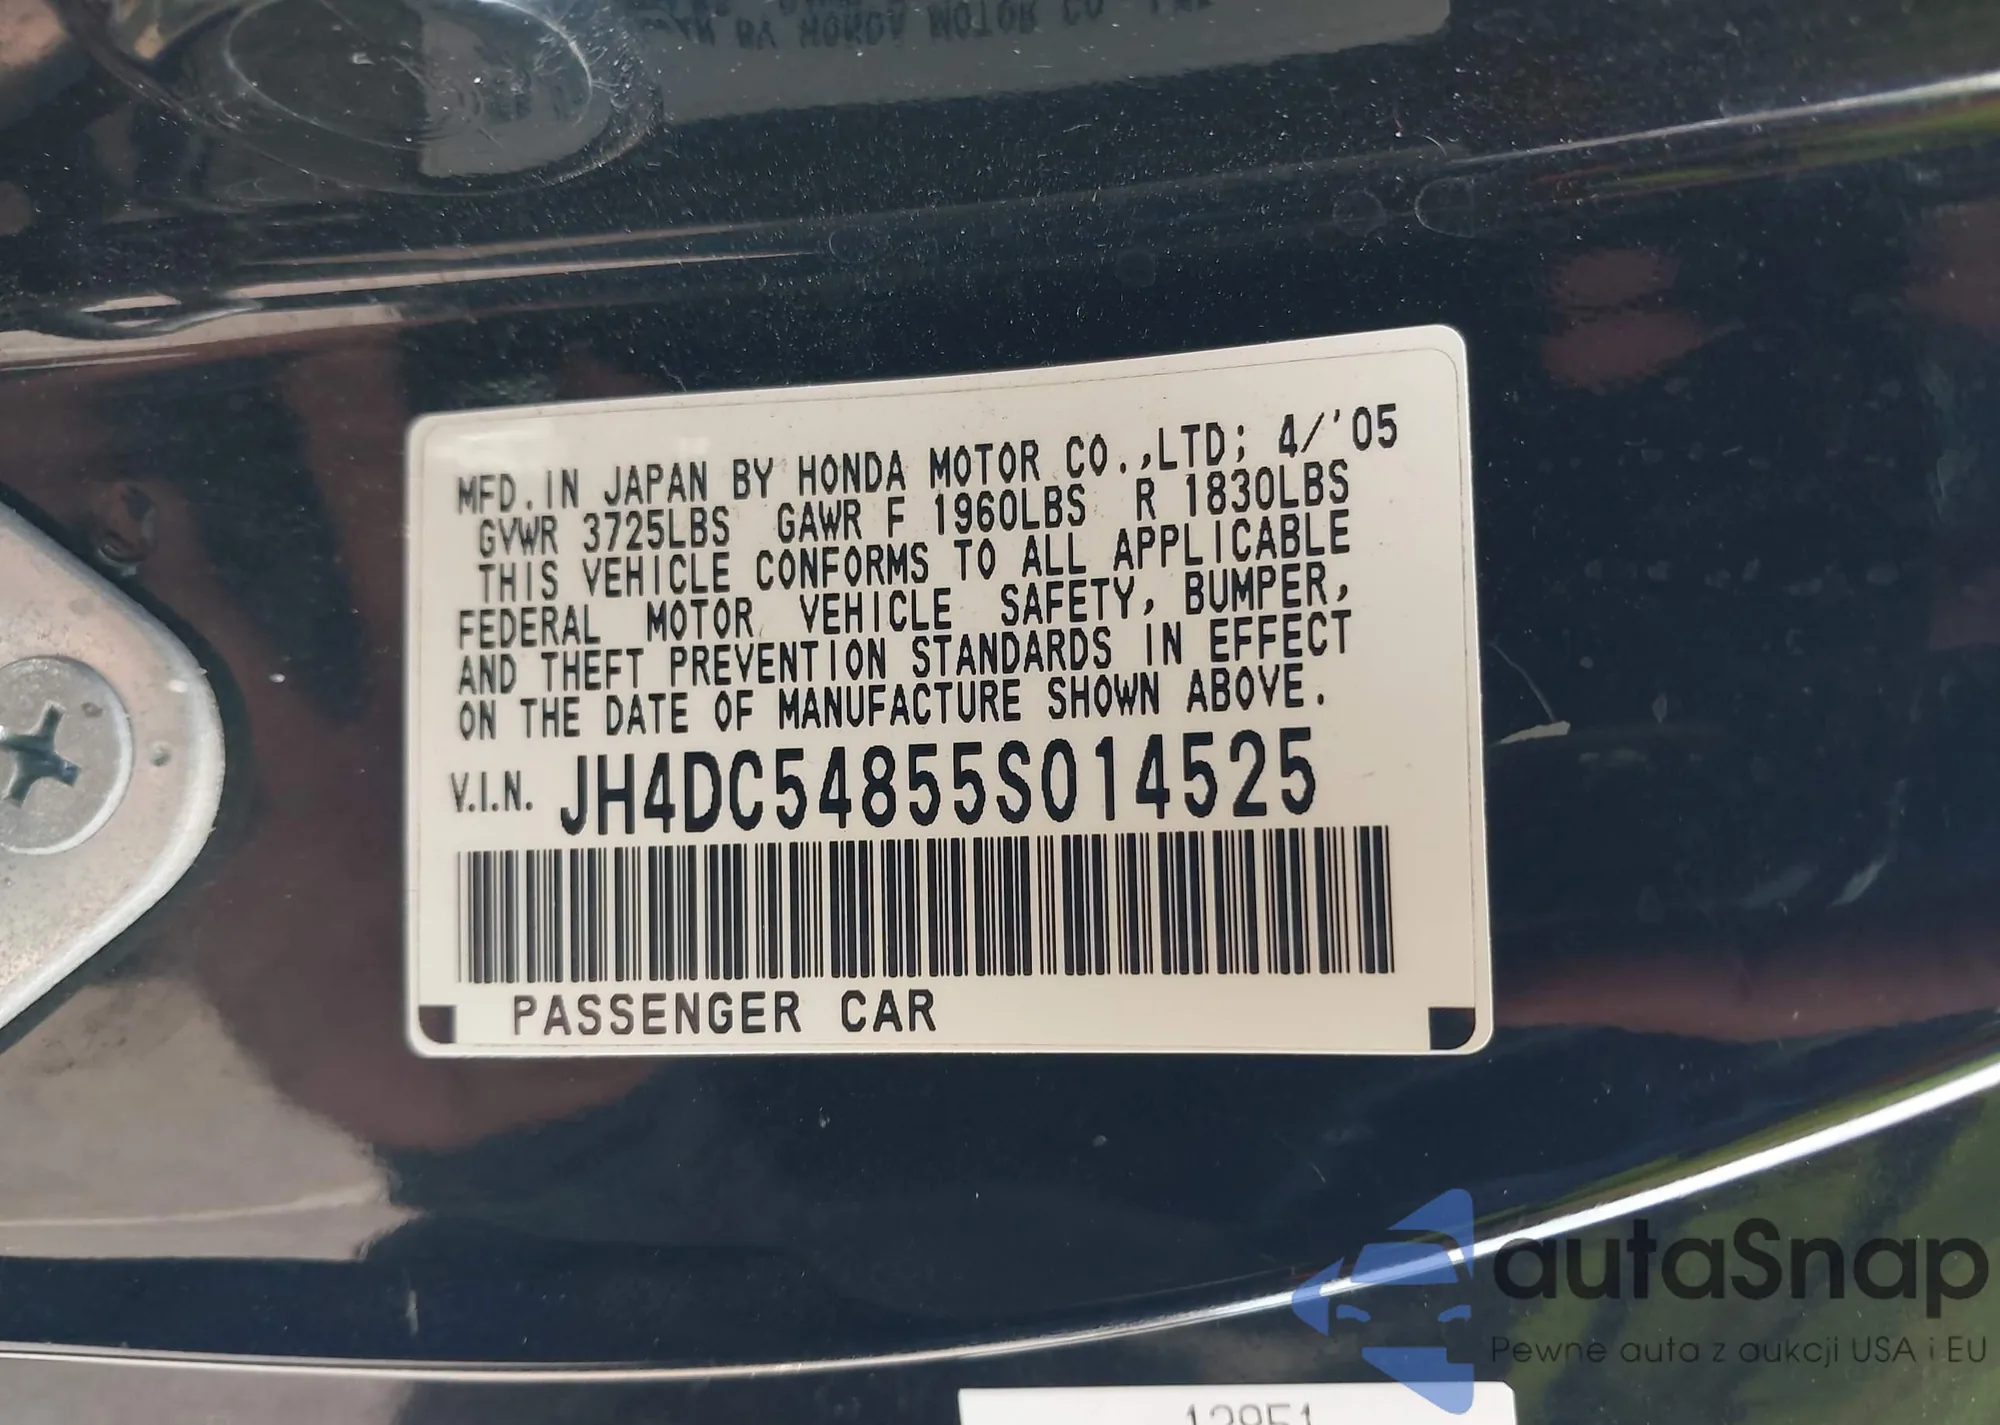 MFD.IN JAPAN BY HONDA MOTOR CO.,LTD; 4/'05
GVWR 3725LBS GAWR F 1960LBS R 1830LBS
THIS VEHICLE CONFORMS TO ALL APPLICABLE
FEDERAL MOTOR VEHICLE SAFETY, BUMPER,
AND THEFT PREVENTION STANDARDS IN EFFECT
ON THE DATE OF MANUFACTURE SHOWN ABOVE.
V.I.N. JH4DC54855S014525
PASSENGER CAR
autaSnap
Pewne auta z aukcji USA i EU